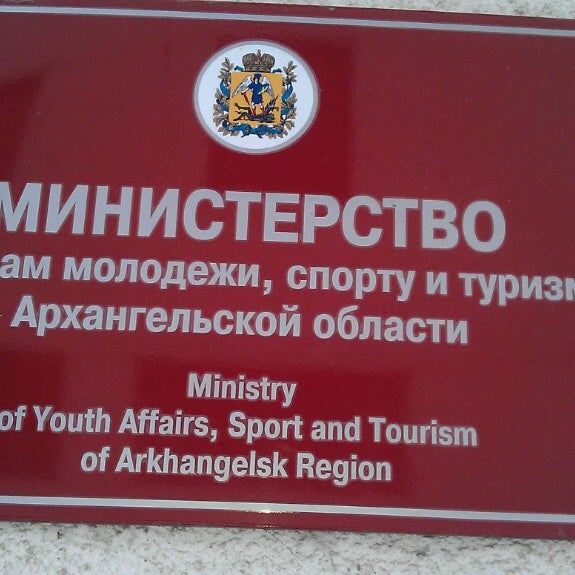 МИНИСТЕРСТВО
ам молодежи, спорту и туризм
Архангельской области
Ministry
of Youth Affairs, Sport and Tourism
of Arkhangelsk Region